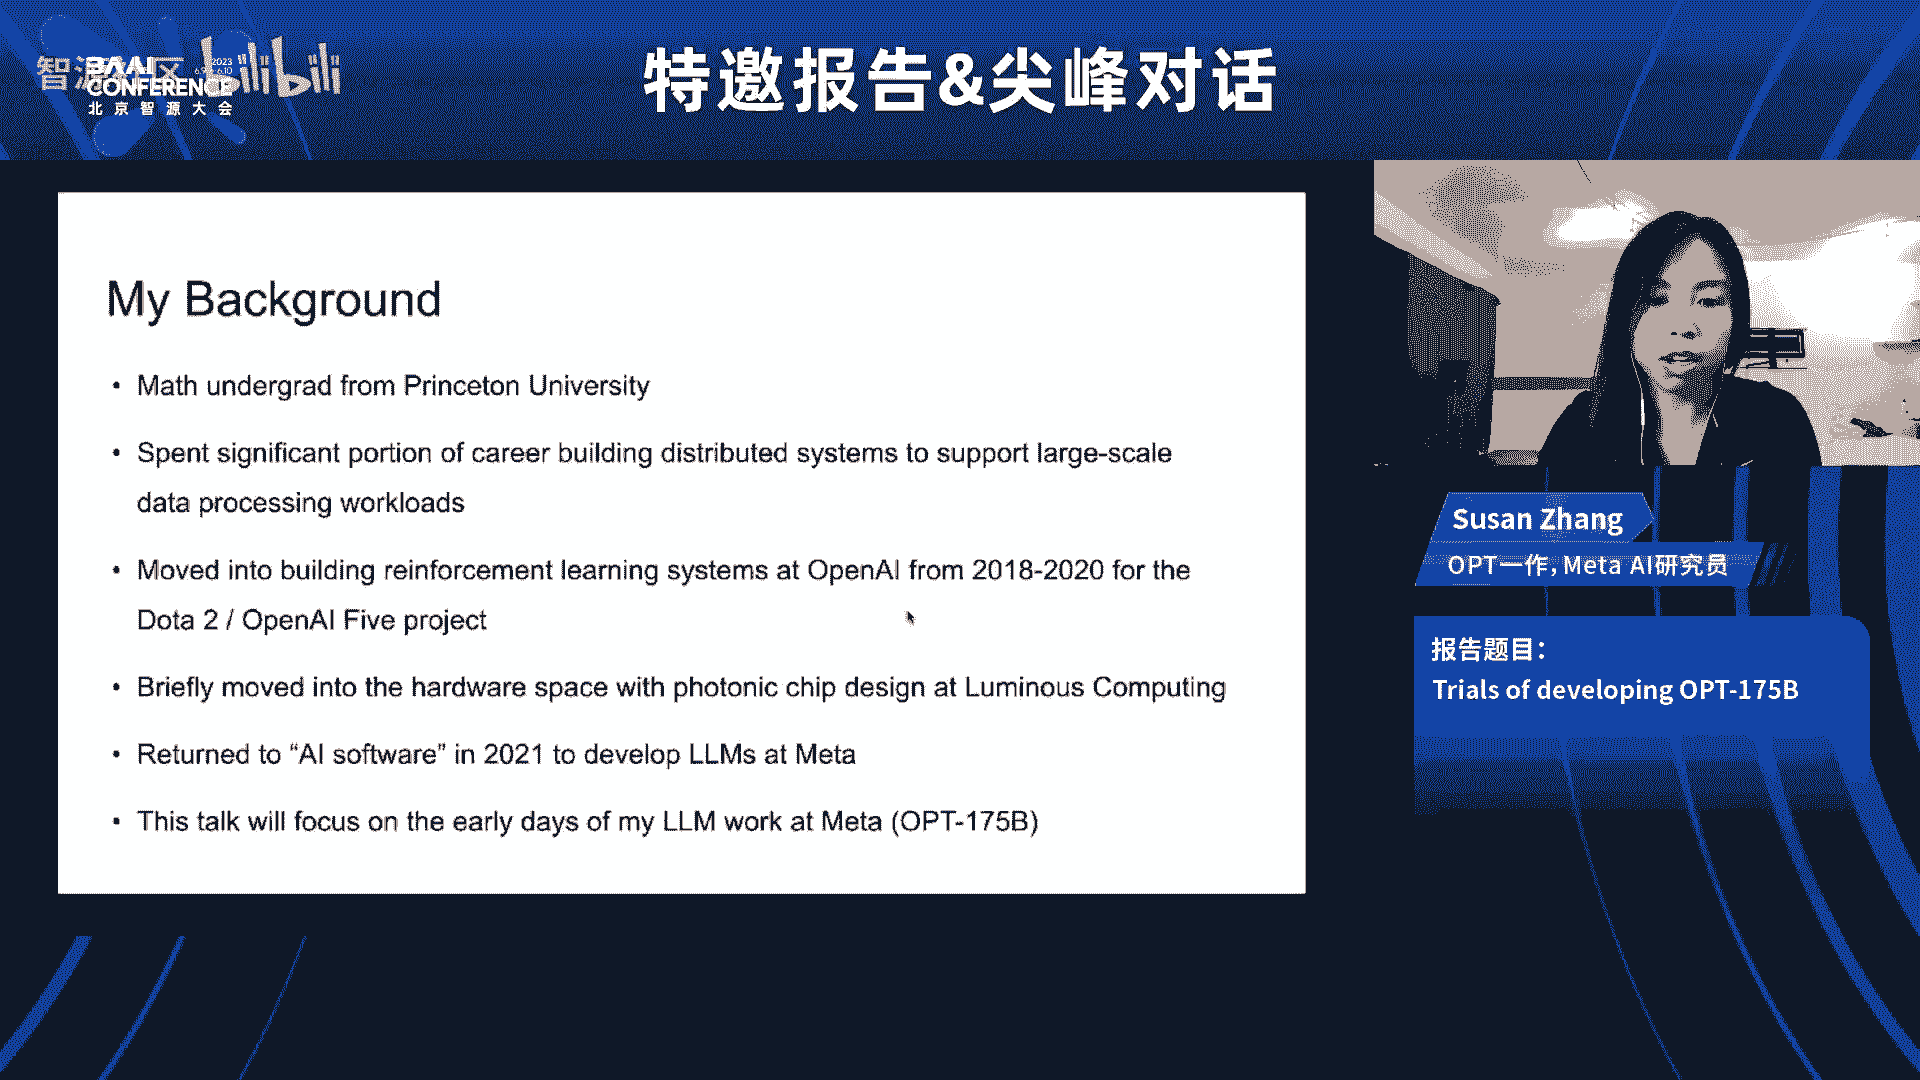 智源社区 bilibili
BAAI 2023
6.9-6.10
CONFERENCE
北京智源大会
特邀报告&尖峰对话
My Background
• Math undergrad from Princeton University
• Spent significant portion of career building distributed systems to support large-scale
data processing workloads
• Moved into building reinforcement learning systems at OpenAI from 2018-2020 for the
Dota 2 / OpenAI Five project
• Briefly moved into the hardware space with photonic chip design at Luminous Computing
• Returned to “AI software” in 2021 to develop LLMs at Meta
• This talk will focus on the early days of my LLM work at Meta (OPT-175B)
Susan Zhang
OPT一作, Meta AI研究员
报告题目：
Trials of developing OPT-175B